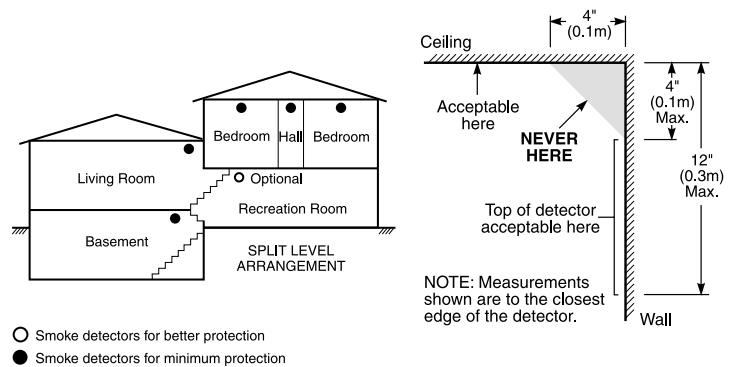 Bedroom
Hall
Bedroom
Living Room
Optional
Recreation Room
Basement
SPLIT LEVEL
ARRANGEMENT
Smoke detectors for better protection
Smoke detectors for minimum protection
4"
(0.1m)
Ceiling
Acceptable
here
NEVER
HERE
4"
(0.1m)
Max.
12"
(0.3m)
Max.
Top of detector
acceptable here
NOTE: Measurements
shown are to the closest
edge of the detector.
Wall